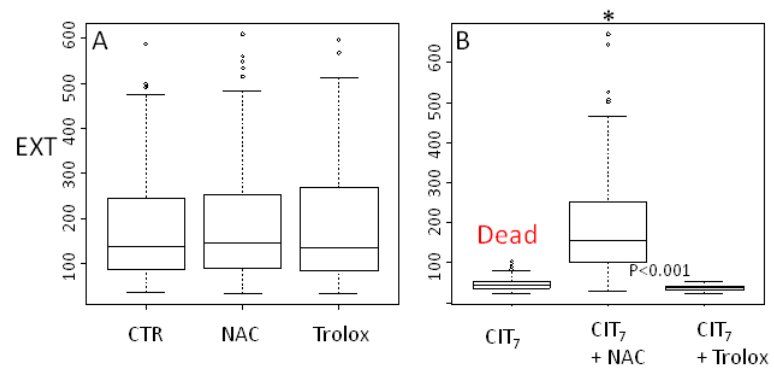 A
600
500
400
300
200
100
EXT
CTR
NAC
Trolox
*
B
600
500
400
300
200
100
Dead
P<0.001
CIT₇
CIT₇
+ NAC
CIT₇
+ Trolox